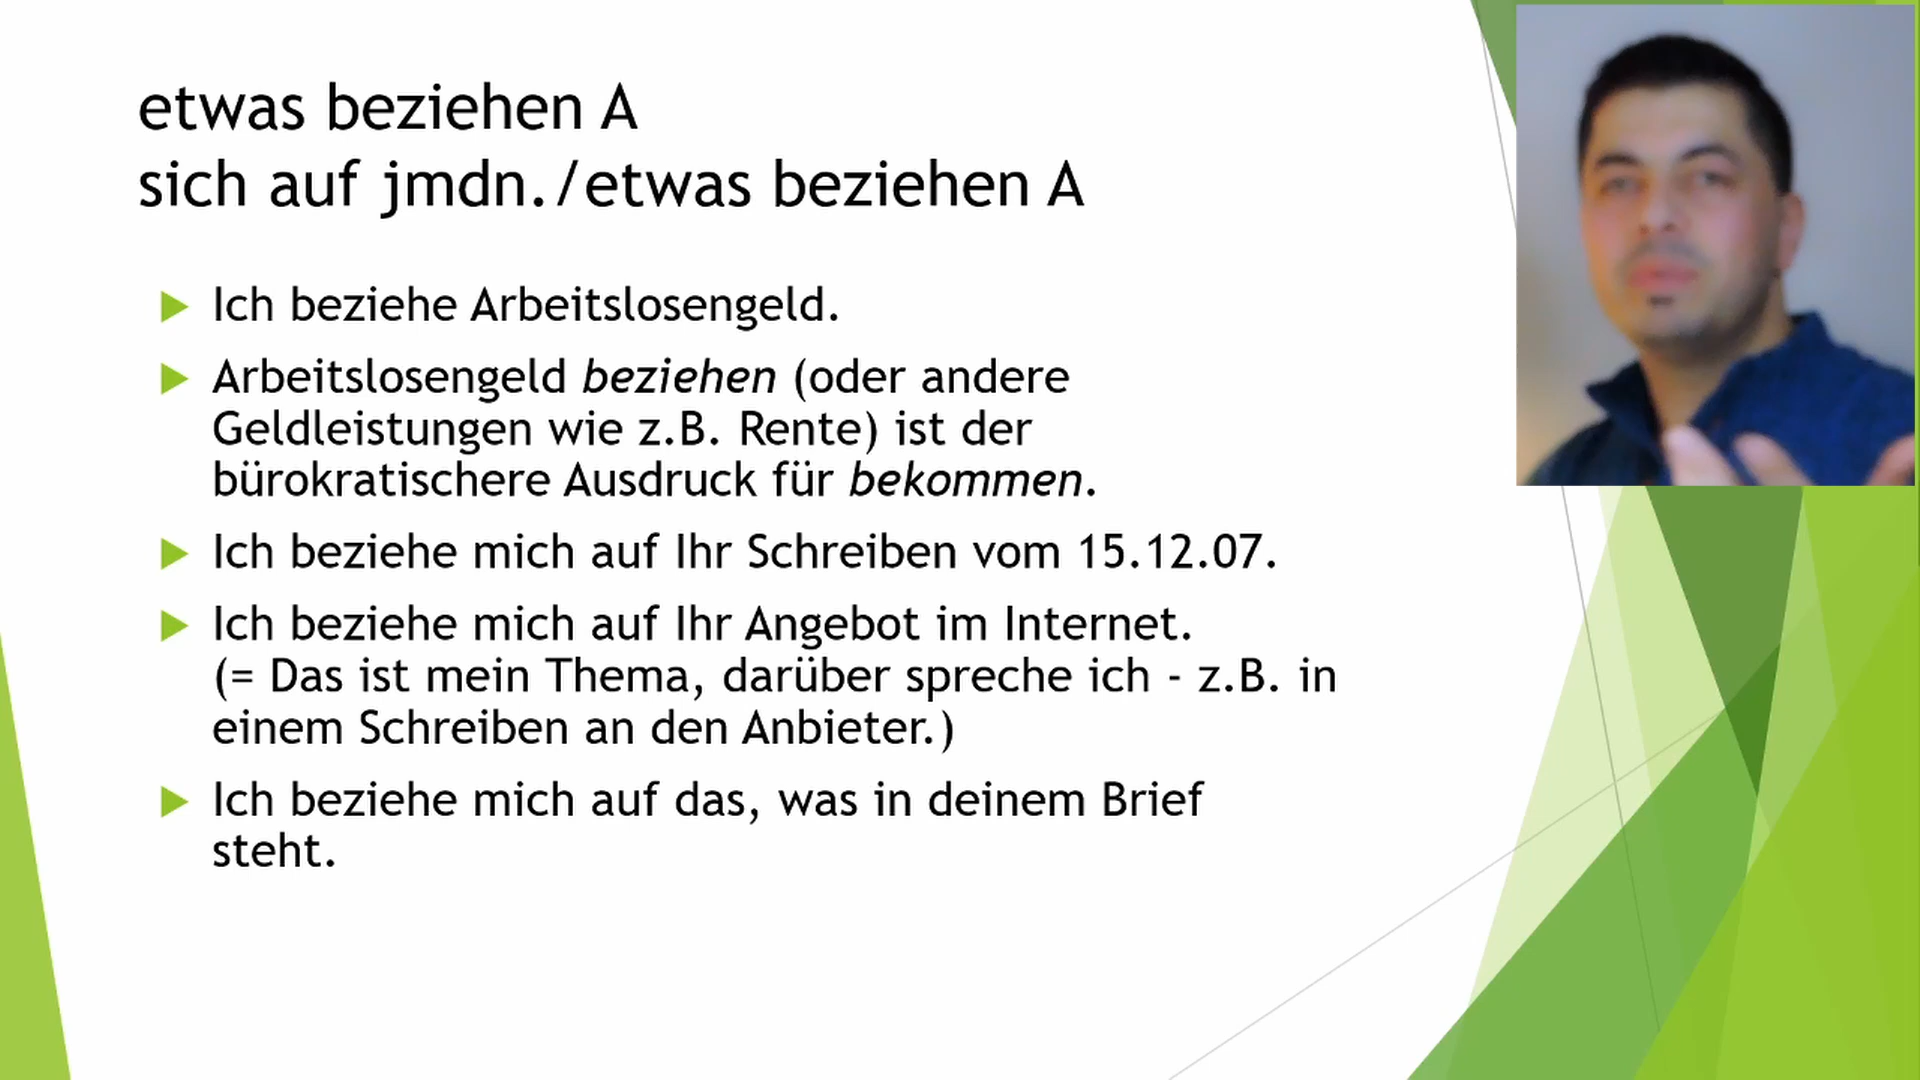 etwas beziehen A
sich auf jmdn./etwas beziehen A
Ich beziehe Arbeitslosengeld.
Arbeitslosengeld beziehen (oder andere
Geldleistungen wie z.B. Rente) ist der
bürokratischere Ausdruck für bekommen.
Ich beziehe mich auf Ihr Schreiben vom 15.12.07.
Ich beziehe mich auf Ihr Angebot im Internet.
(= Das ist mein Thema, darüber spreche ich - z.B. in
einem Schreiben an den Anbieter.)
Ich beziehe mich auf das, was in deinem Brief
steht.